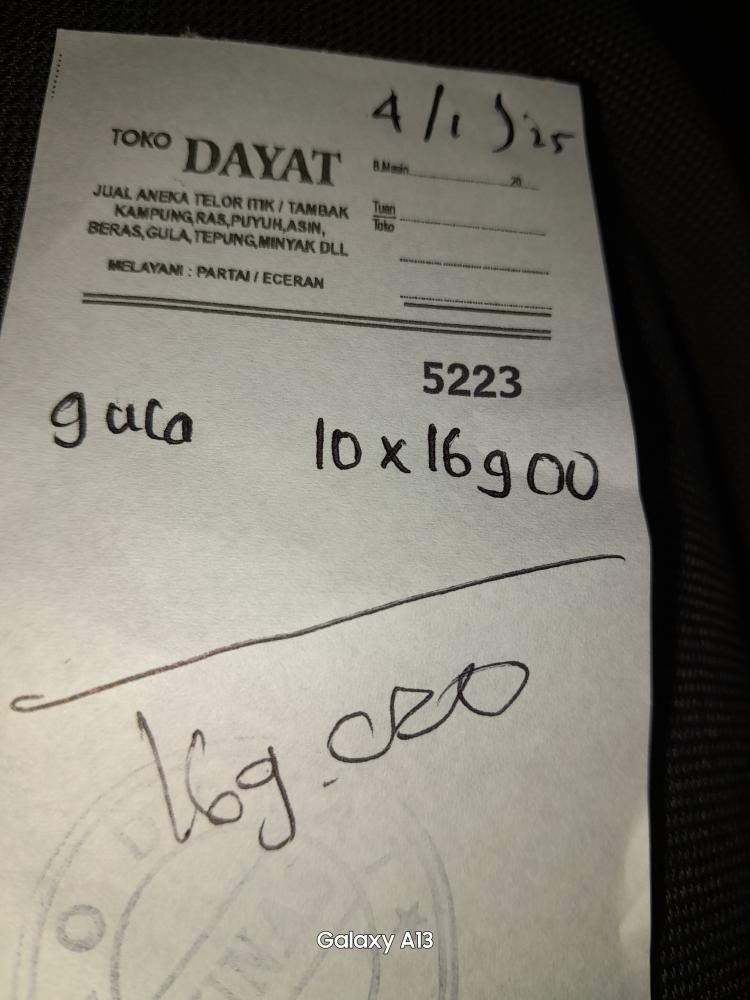 4/1)'25
TOKO DAYAT
B.Masin..............................20.....
JUAL ANEKA TELOR ITIK / TAMBAK
KAMPUNG,RAS,PUYUH,ASIN,
BERAS,GULA,TEPUNG,MINYAK DLL
Tuan
Toko
MELAYANI : PARTAI / ECERAN
5223
gula 10 x 16900
169.000
Galaxy A13